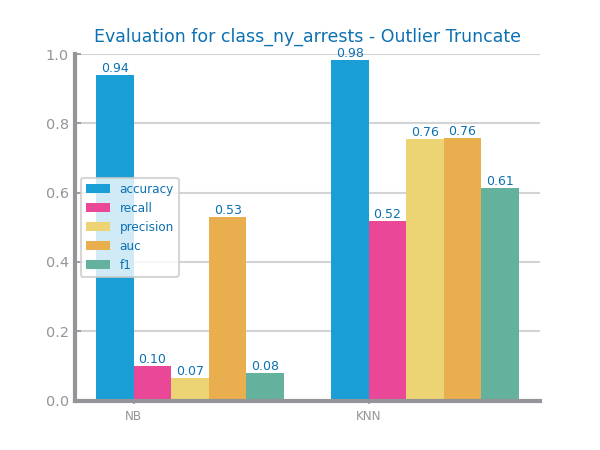 Evaluation for class_ny_arrests - Outlier Truncate
1.0
0.8
0.6
0.4
0.2
0.0
0.94
0.10
0.07
0.53
0.08
0.98
0.52
0.76
0.76
0.61
accuracy
recall
precision
auc
f1
NB
KNN